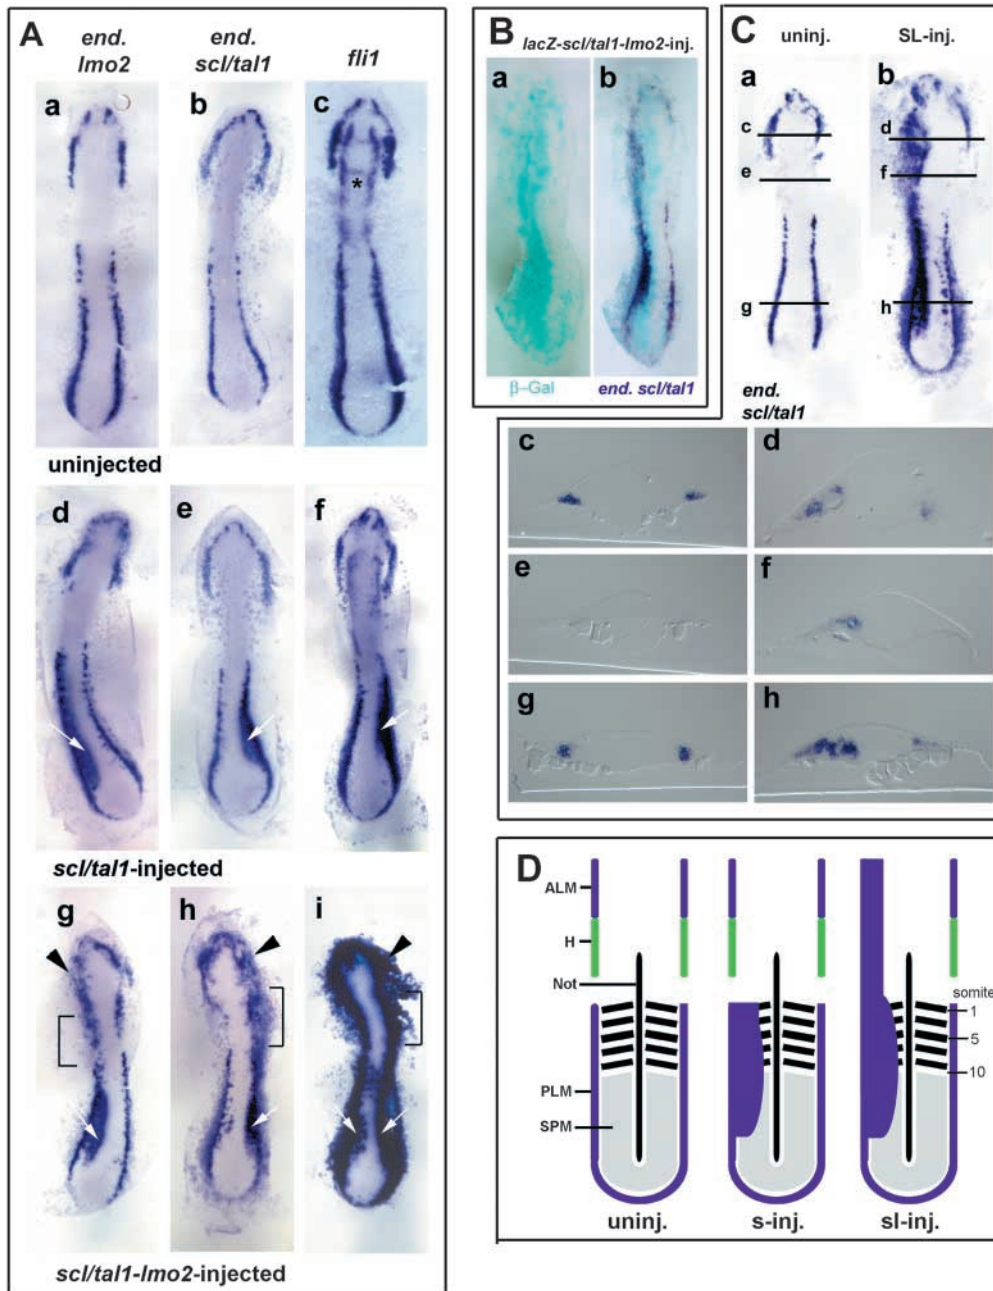 A
end. lmo2
end. scl/tal1
fli1
a
b
c
*
uninjected
d
e
f
scl/tal1-injected
g
h
i
scl/tal1-lmo2-injected
B
lacZ-scl/tal1-lmo2-inj.
a
b
β–Gal
end. scl/tal1
C
uninj.
SL-inj.
a
b
c
d
e
f
g
h
end.
scl/tal1
c
d
e
f
g
h
D
ALM
H
Not
somite
1
5
10
PLM
SPM
uninj.
s-inj.
sl-inj.